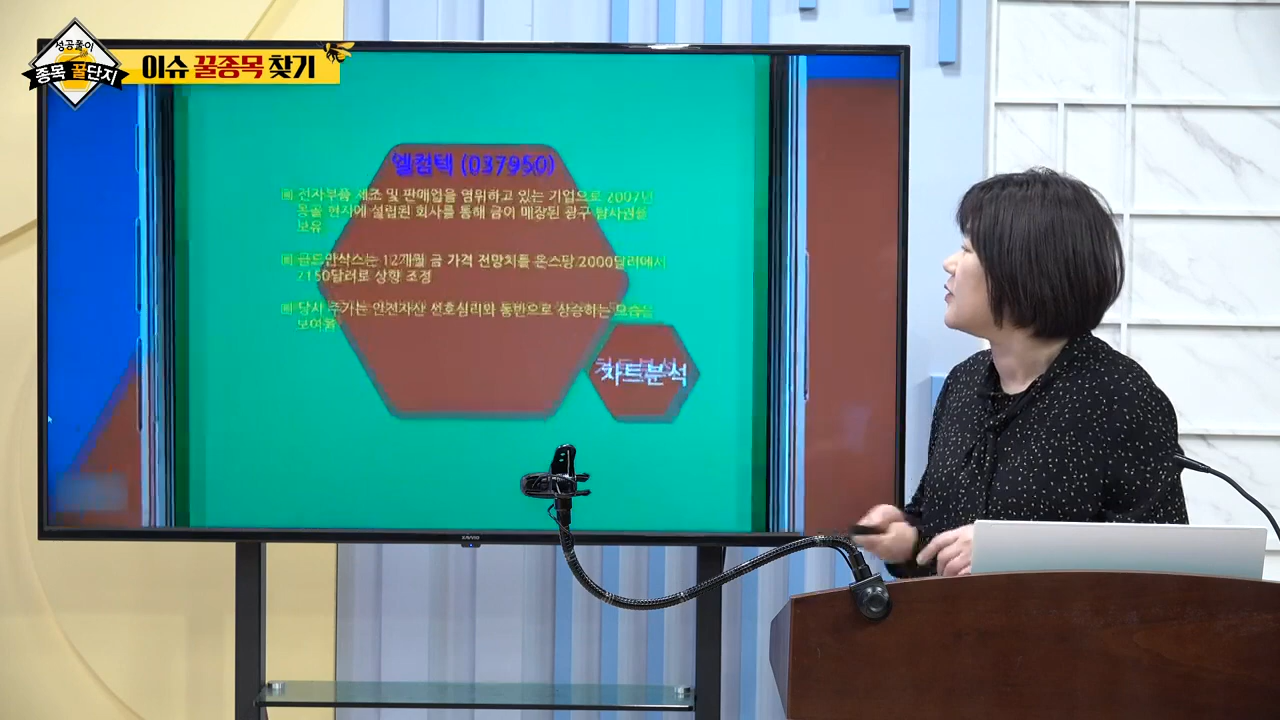 성공풀이
종목 꿀단지
이슈 꿀종목 찾기
엘컴텍 (037950)
▣ 전자부품 제조 및 판매업을 영위하고 있는 기업으로 2007년
몽골 현지에 설립된 회사를 통해 금이 매장된 광구 탐사권을
보유
▣ 골드만삭스는 12개월 금 가격 전망치를 온스당 2000달러에서
2150달러로 상향 조정
▣ 당사 주가는 안전자산 선호심리와 동반으로 상승하는 모습을
보여옴
차트분석